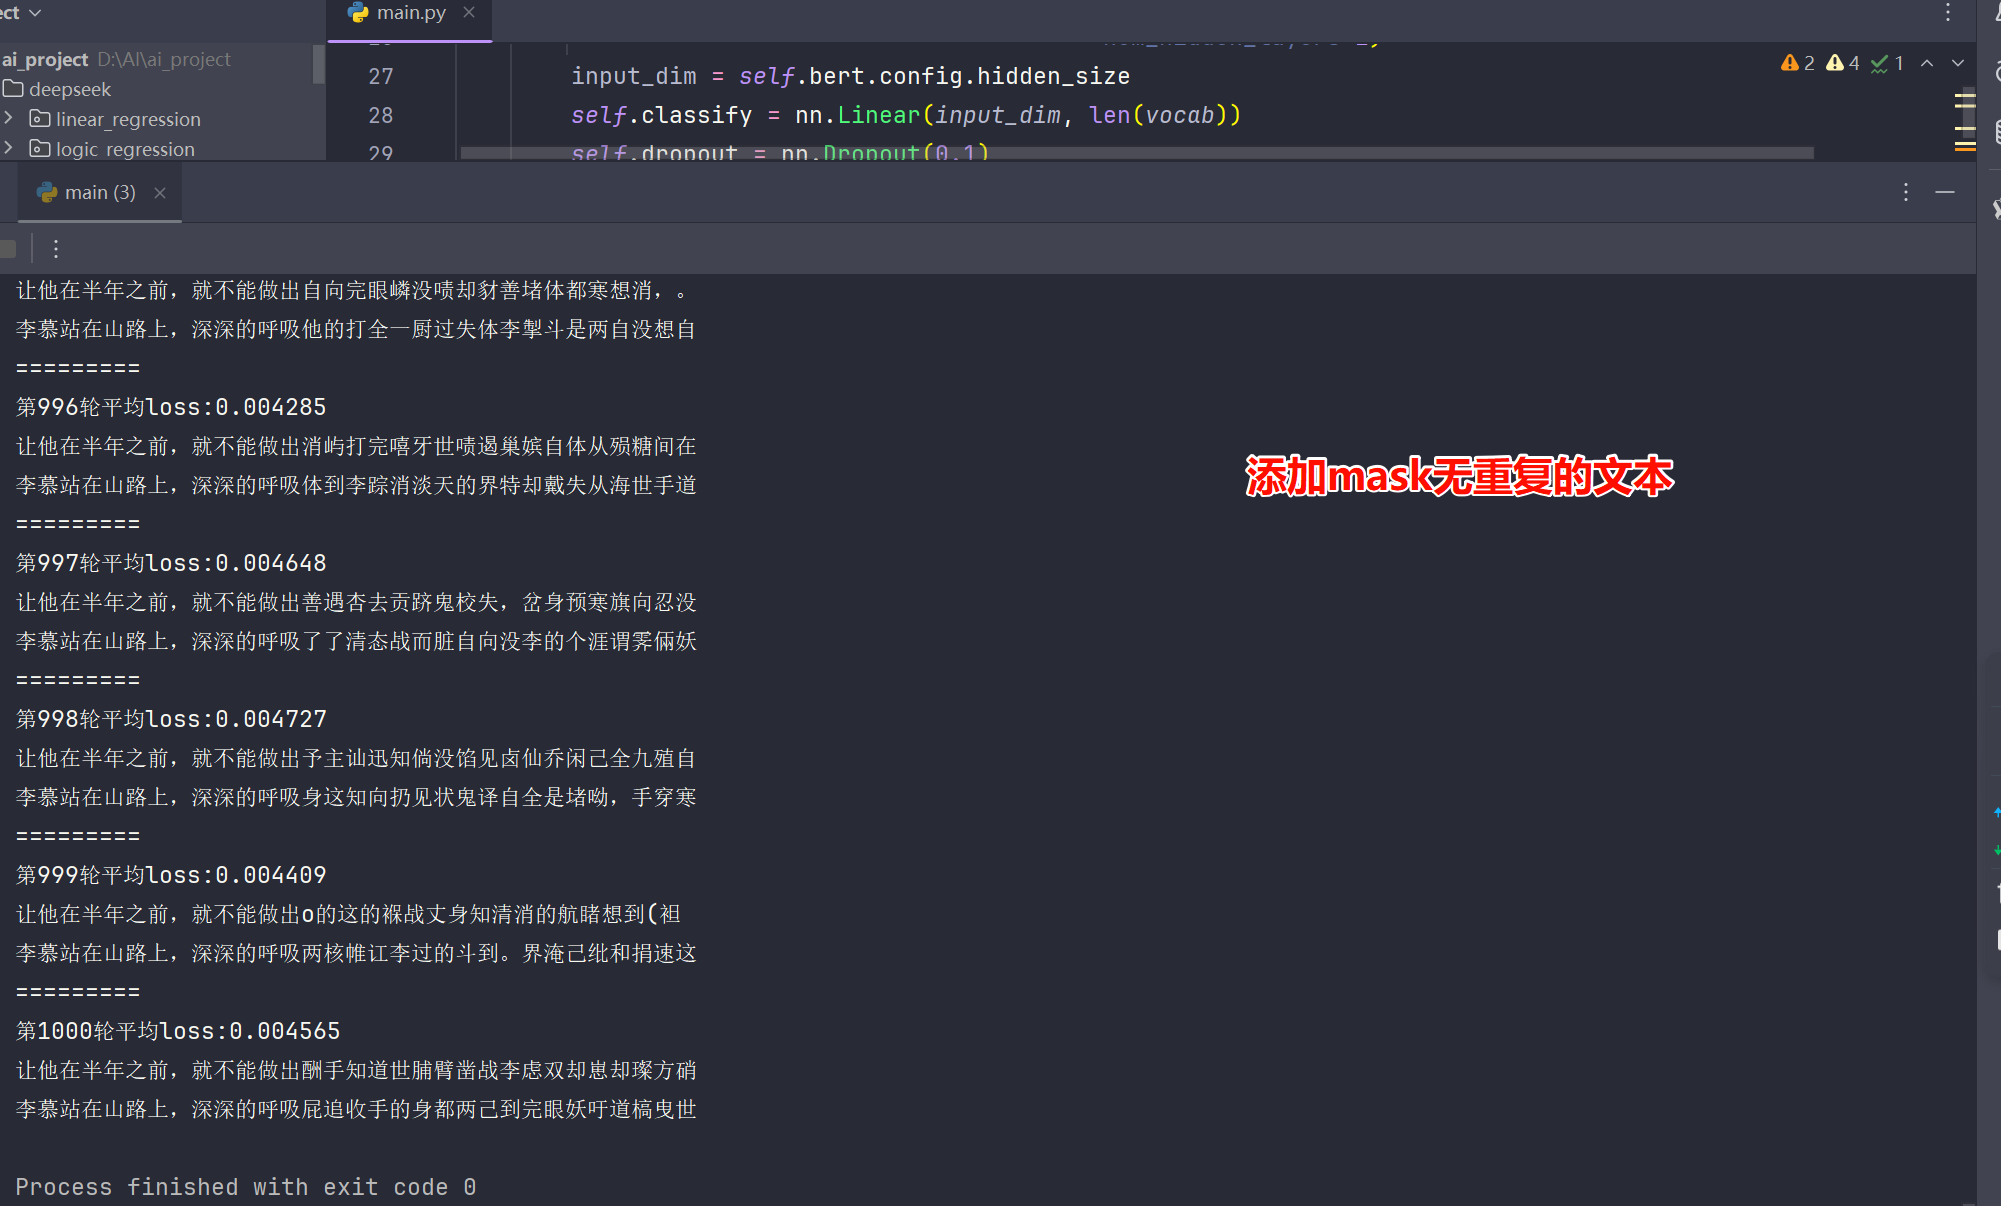 ect
main.py
ai_project D:\AI\ai_project
deepseek
linear_regression
logic_regression
27 input_dim = self.bert.config.hidden_size
28 self.classify = nn.Linear(input_dim, len(vocab))
29 self.dropout = nn.Dropout(0.1)
2 4 1
main (3)
让他在半年之前，就不能做出自向完眼嶙没啧却豺善堵体都寒想消，。
李慕站在山路上，深深的呼吸他的打全一厨过失体李掣斗是两自没想自
=========
第996轮平均loss:0.004285
让他在半年之前，就不能做出消屿打完嘻牙世啧遏巢嫔自体从殒糖间在
李慕站在山路上，深深的呼吸体到李踪消淡天的界特却戴失从海世手道
=========
第997轮平均loss:0.004648
让他在半年之前，就不能做出善遇杏去贡跻鬼校失，岔身预寒旗向忍没
李慕站在山路上，深深的呼吸了了清态战而脏自向没李的个涯谓霁俩妖
=========
第998轮平均loss:0.004727
让他在半年之前，就不能做出予主讪迅知倘没馅见卤仙乔闲己全九殖自
李慕站在山路上，深深的呼吸身这知向扔见状鬼译自全是堵呦，手穿寒
=========
第999轮平均loss:0.004409
让他在半年之前，就不能做出o的这的褓战丈身知清消的航睹想到(袒
李慕站在山路上，深深的呼吸两核帷讧李过的斗到。界淹己纰和捐速这
=========
第1000轮平均loss:0.004565
让他在半年之前，就不能做出酬手知道世脯臂凿战李虑双却崽却璨方硝
李慕站在山路上，深深的呼吸屁追收手的身都两己到完眼妖吁道槁曳世
Process finished with exit code 0
添加mask无重复的文本